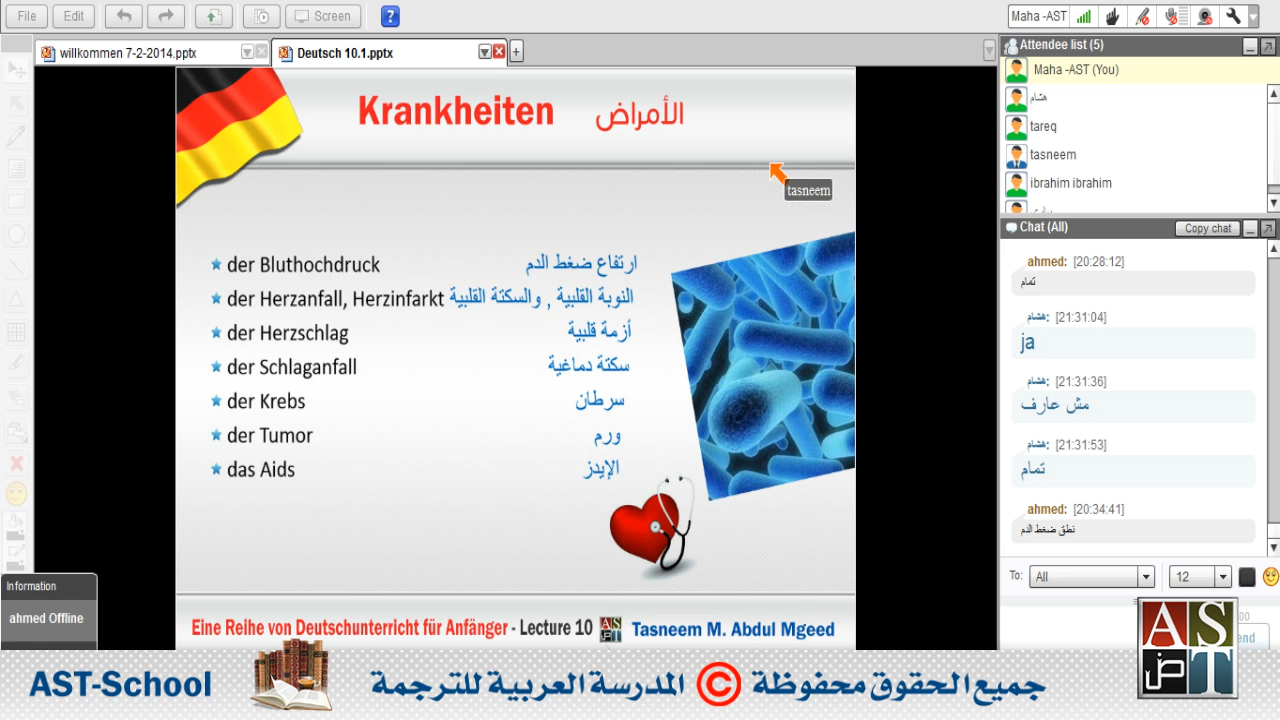 File Edit Screen ? Maha -AST
willkommen 7-2-2014.pptx Deutsch 10.1.pptx
Attendee list (5)
Maha -AST (You)
هشام
tareq
tasneem
ibrahim ibrahim
Krankheiten الأمراض
tasneem
der Bluthochdruck ارتفاع ضغط الدم
der Herzanfall, Herzinfarkt النوبة القلبية , والسكتة القلبية
der Herzschlag أزمة قلبية
der Schlaganfall سكتة دماغية
der Krebs سرطان
der Tumor ورم
das Aids الإيدز
Eine Reihe von Deutschunterricht für Anfänger - Lecture 10 Tasneem M. Abdul Mgeed
Chat (All) Copy chat
ahmed: [20:28:12]
تمام
هشام: [21:31:04]
ja
هشام: [21:31:36]
مش عارف
هشام: [21:31:53]
تمام
ahmed: [20:34:41]
نطق ضغط الدم
To: All 12
Information
ahmed Offline
AST
ض
AST-School جميع الحقوق محفوظة © المدرسة العربية للترجمة